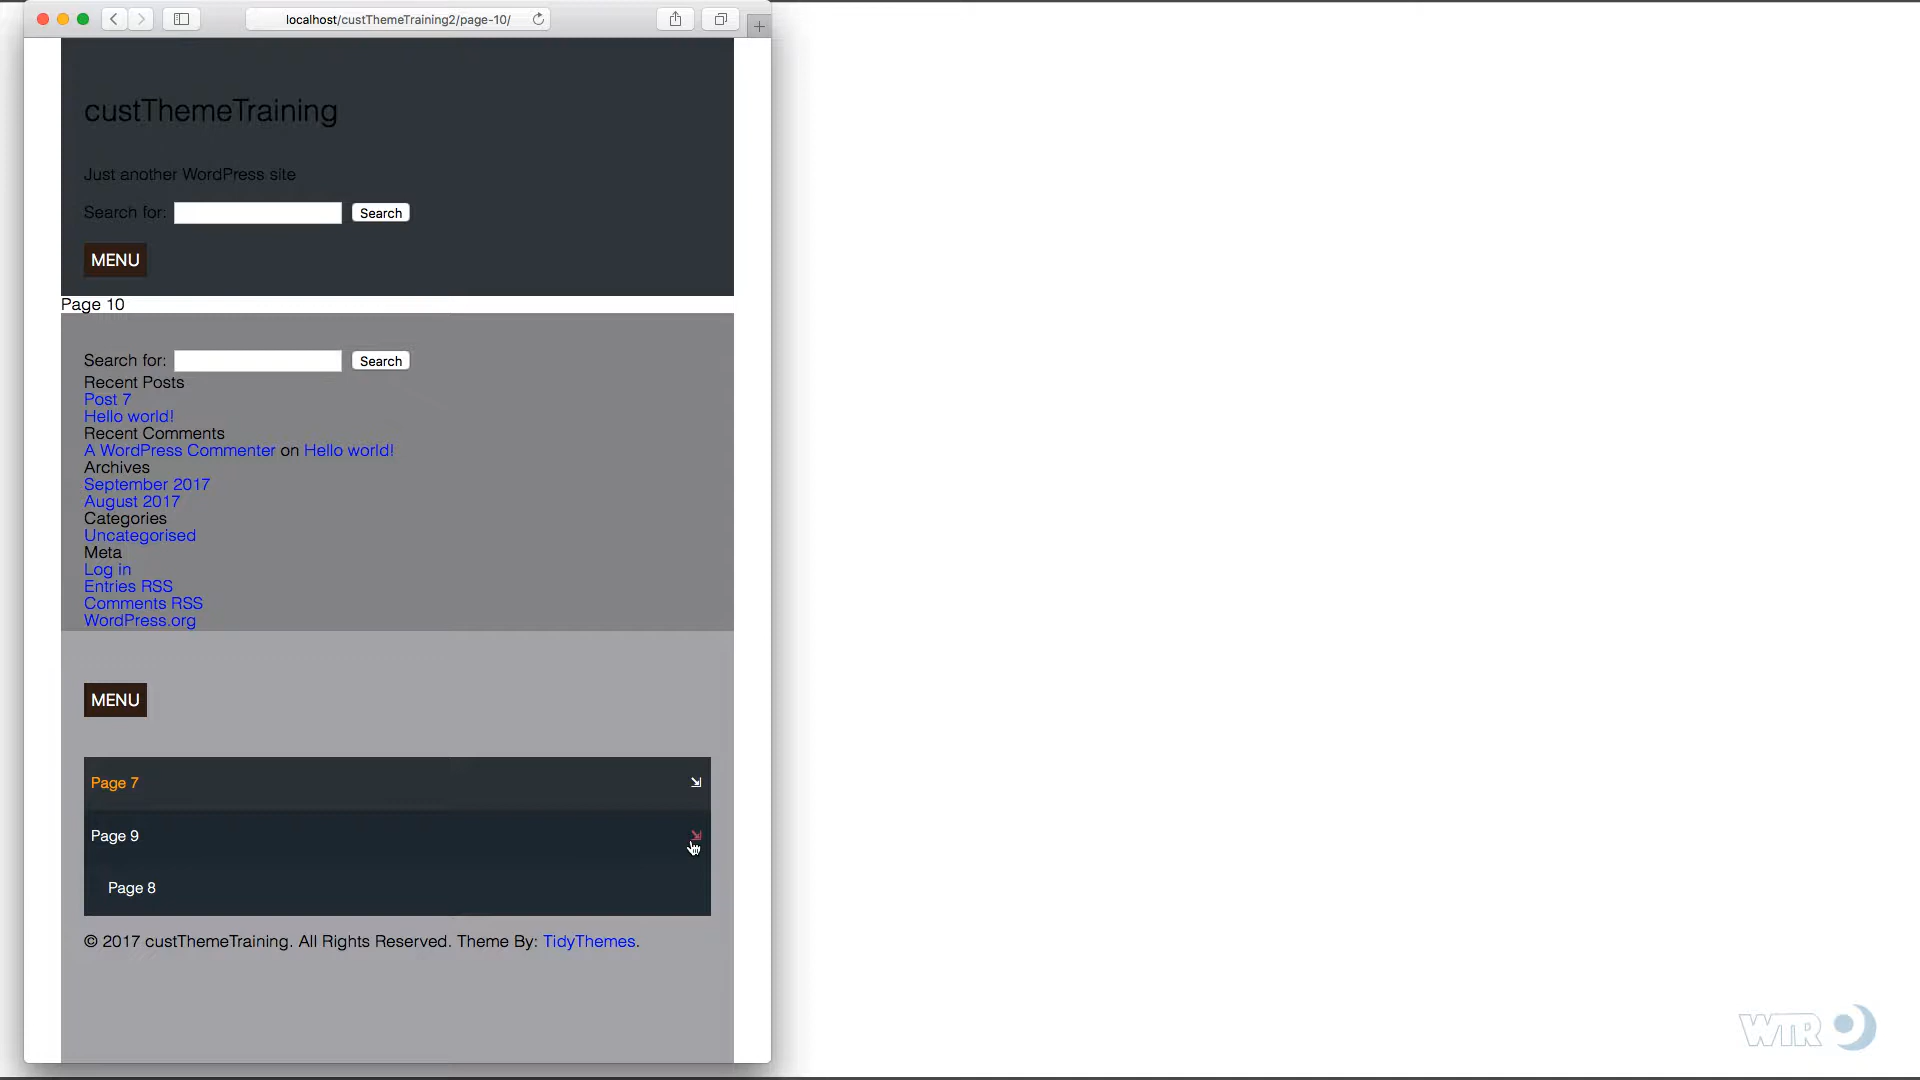 localhost/custThemeTraining2/page-10/
custThemeTraining
Just another WordPress site
Search for: Search
MENU
Page 10
Search for: Search
Recent Posts
Post 7
Hello world!
Recent Comments
A WordPress Commenter on Hello world!
Archives
September 2017
August 2017
Categories
Uncategorised
Meta
Log in
Entries RSS
Comments RSS
WordPress.org
MENU
Page 7
Page 9
Page 8
© 2017 custThemeTraining. All Rights Reserved. Theme By: TidyThemes.
WTR